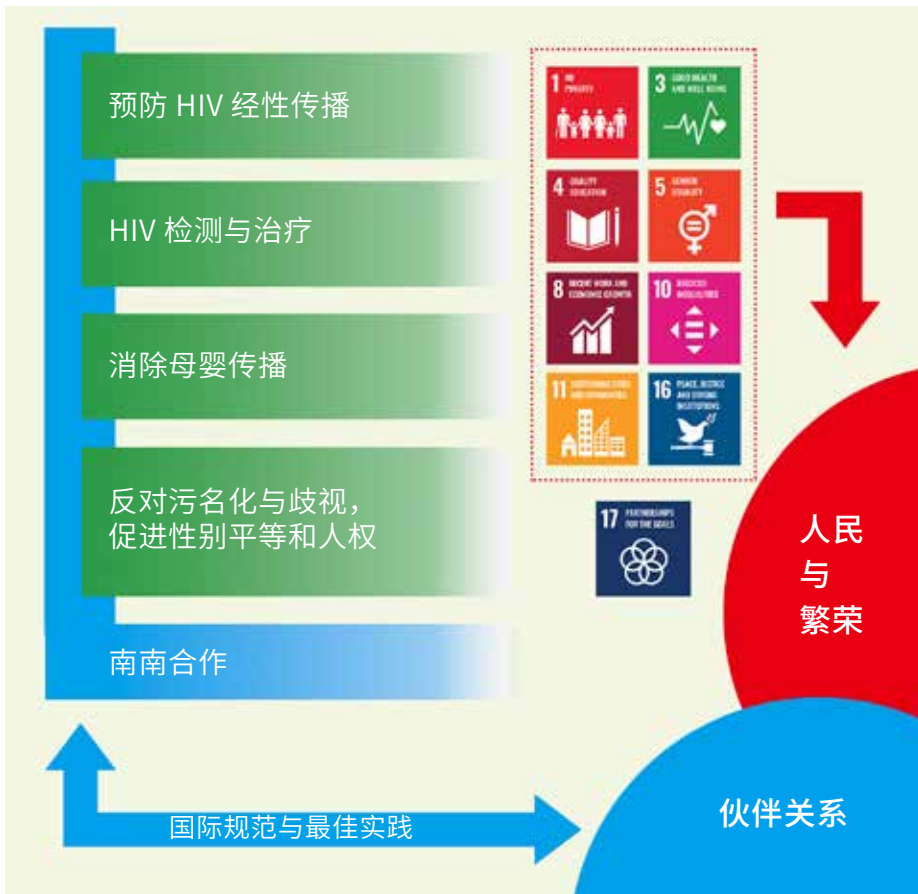 预防 HIV 经性传播
HIV 检测与治疗
消除母婴传播
反对污名化与歧视,
促进性别平等和人权
南南合作
1 NO
POVERTY
3 GOOD HEALTH
AND WELL-BEING
4 QUALITY
EDUCATION
5 GENDER
EQUALITY
8 DECENT WORK AND
ECONOMIC GROWTH
10 REDUCED
INEQUALITIES
11 SUSTAINABLE CITIES
AND COMMUNITIES
16 PEACE, JUSTICE
AND STRONG
INSTITUTIONS
17 PARTNERSHIPS
FOR THE GOALS
人民
与
繁荣
国际规范与最佳实践
伙伴关系